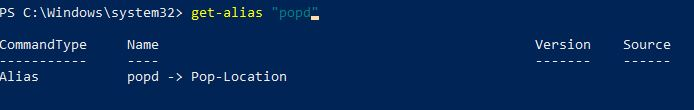 PS C:\Windows\system32> get-alias "popd"
CommandType     Name                                               Version    Source
-----------     ----                                               -------    ------
Alias           popd -> Pop-Location